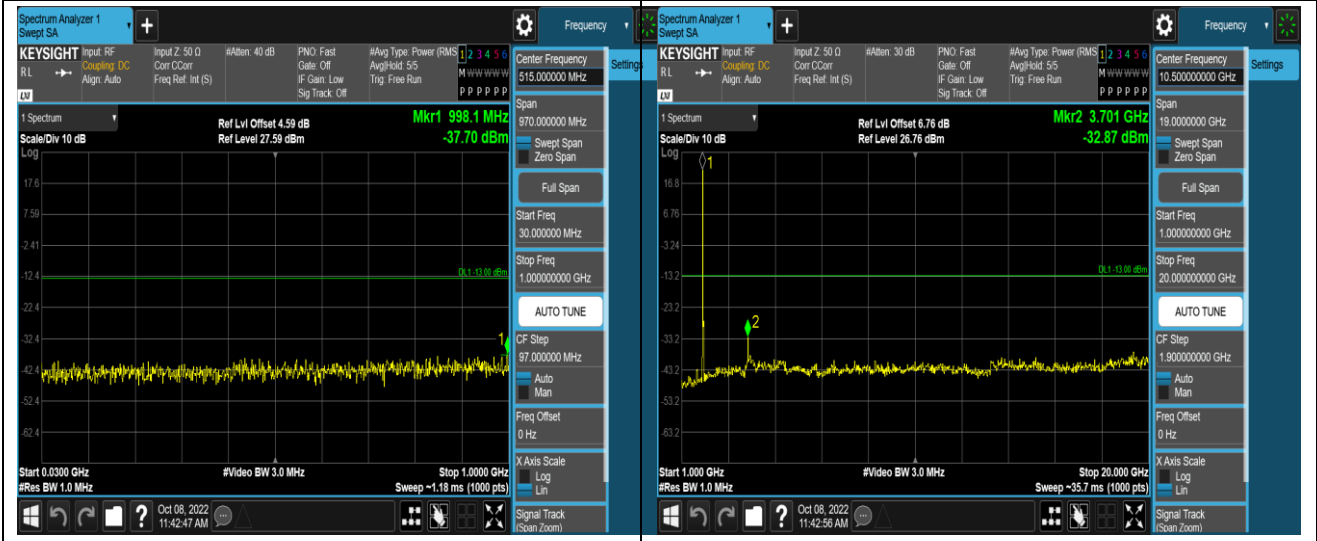 Spectrum Analyzer 1
Swept SA
+
Frequency
KEYSIGHT
RL
LXI
Input: RF
Coupling: DC
Align: Auto
Input Z: 50 Ω
Corr CCorr
Freq Ref: Int (S)
#Atten: 40 dB
PNO: Fast
Gate: Off
IF Gain: Low
Sig Track: Off
#Avg Type: Power (RMS
Avg|Hold: 5/5
Trig: Free Run
1 2 3 4 5 6
M W W W W W
P P P P P P
Center Frequency
515.000000 MHz
Settings
Span
970.000000 MHz
Swept Span
Zero Span
Full Span
Start Freq
30.000000 MHz
Stop Freq
1.000000000 GHz
AUTO TUNE
CF Step
97.000000 MHz
Auto
Man
Freq Offset
0 Hz
X Axis Scale
Log
Lin
Signal Track
(Span Zoom)
1 Spectrum
Scale/Div 10 dB
Log
Ref Lvl Offset 4.59 dB
Ref Level 27.59 dBm
Mkr1 998.1 MHz
-37.70 dBm
17.6
7.59
-2.41
-12.4
DL1 -13.00 dBm
-22.4
-32.4
1
-42.4
-52.4
-62.4
Start 0.0300 GHz
#Res BW 1.0 MHz
#Video BW 3.0 MHz
Stop 1.0000 GHz
Sweep ~1.18 ms (1000 pts)
?
Oct 08, 2022
11:42:47 AM
Spectrum Analyzer 1
Swept SA
+
Frequency
KEYSIGHT
RL
LXI
Input: RF
Coupling: DC
Align: Auto
Input Z: 50 Ω
Corr CCorr
Freq Ref: Int (S)
#Atten: 30 dB
PNO: Fast
Gate: Off
IF Gain: Low
Sig Track: Off
#Avg Type: Power (RMS
Avg|Hold: 5/5
Trig: Free Run
1 2 3 4 5 6
M W W W W W
P P P P P P
Center Frequency
10.500000000 GHz
Settings
Span
19.0000000 GHz
Swept Span
Zero Span
Full Span
Start Freq
1.000000000 GHz
Stop Freq
20.000000000 GHz
AUTO TUNE
CF Step
1.900000000 GHz
Auto
Man
Freq Offset
0 Hz
X Axis Scale
Log
Lin
Signal Track
(Span Zoom)
1 Spectrum
Scale/Div 10 dB
Log
Ref Lvl Offset 6.76 dB
Ref Level 26.76 dBm
Mkr2 3.701 GHz
-32.87 dBm
1
16.8
6.76
-3.24
-13.2
DL1 -13.00 dBm
-23.2
2
-33.2
-43.2
-53.2
-63.2
Start 1.000 GHz
#Res BW 1.0 MHz
#Video BW 3.0 MHz
Stop 20.000 GHz
Sweep ~35.7 ms (1000 pts)
?
Oct 08, 2022
11:42:56 AM